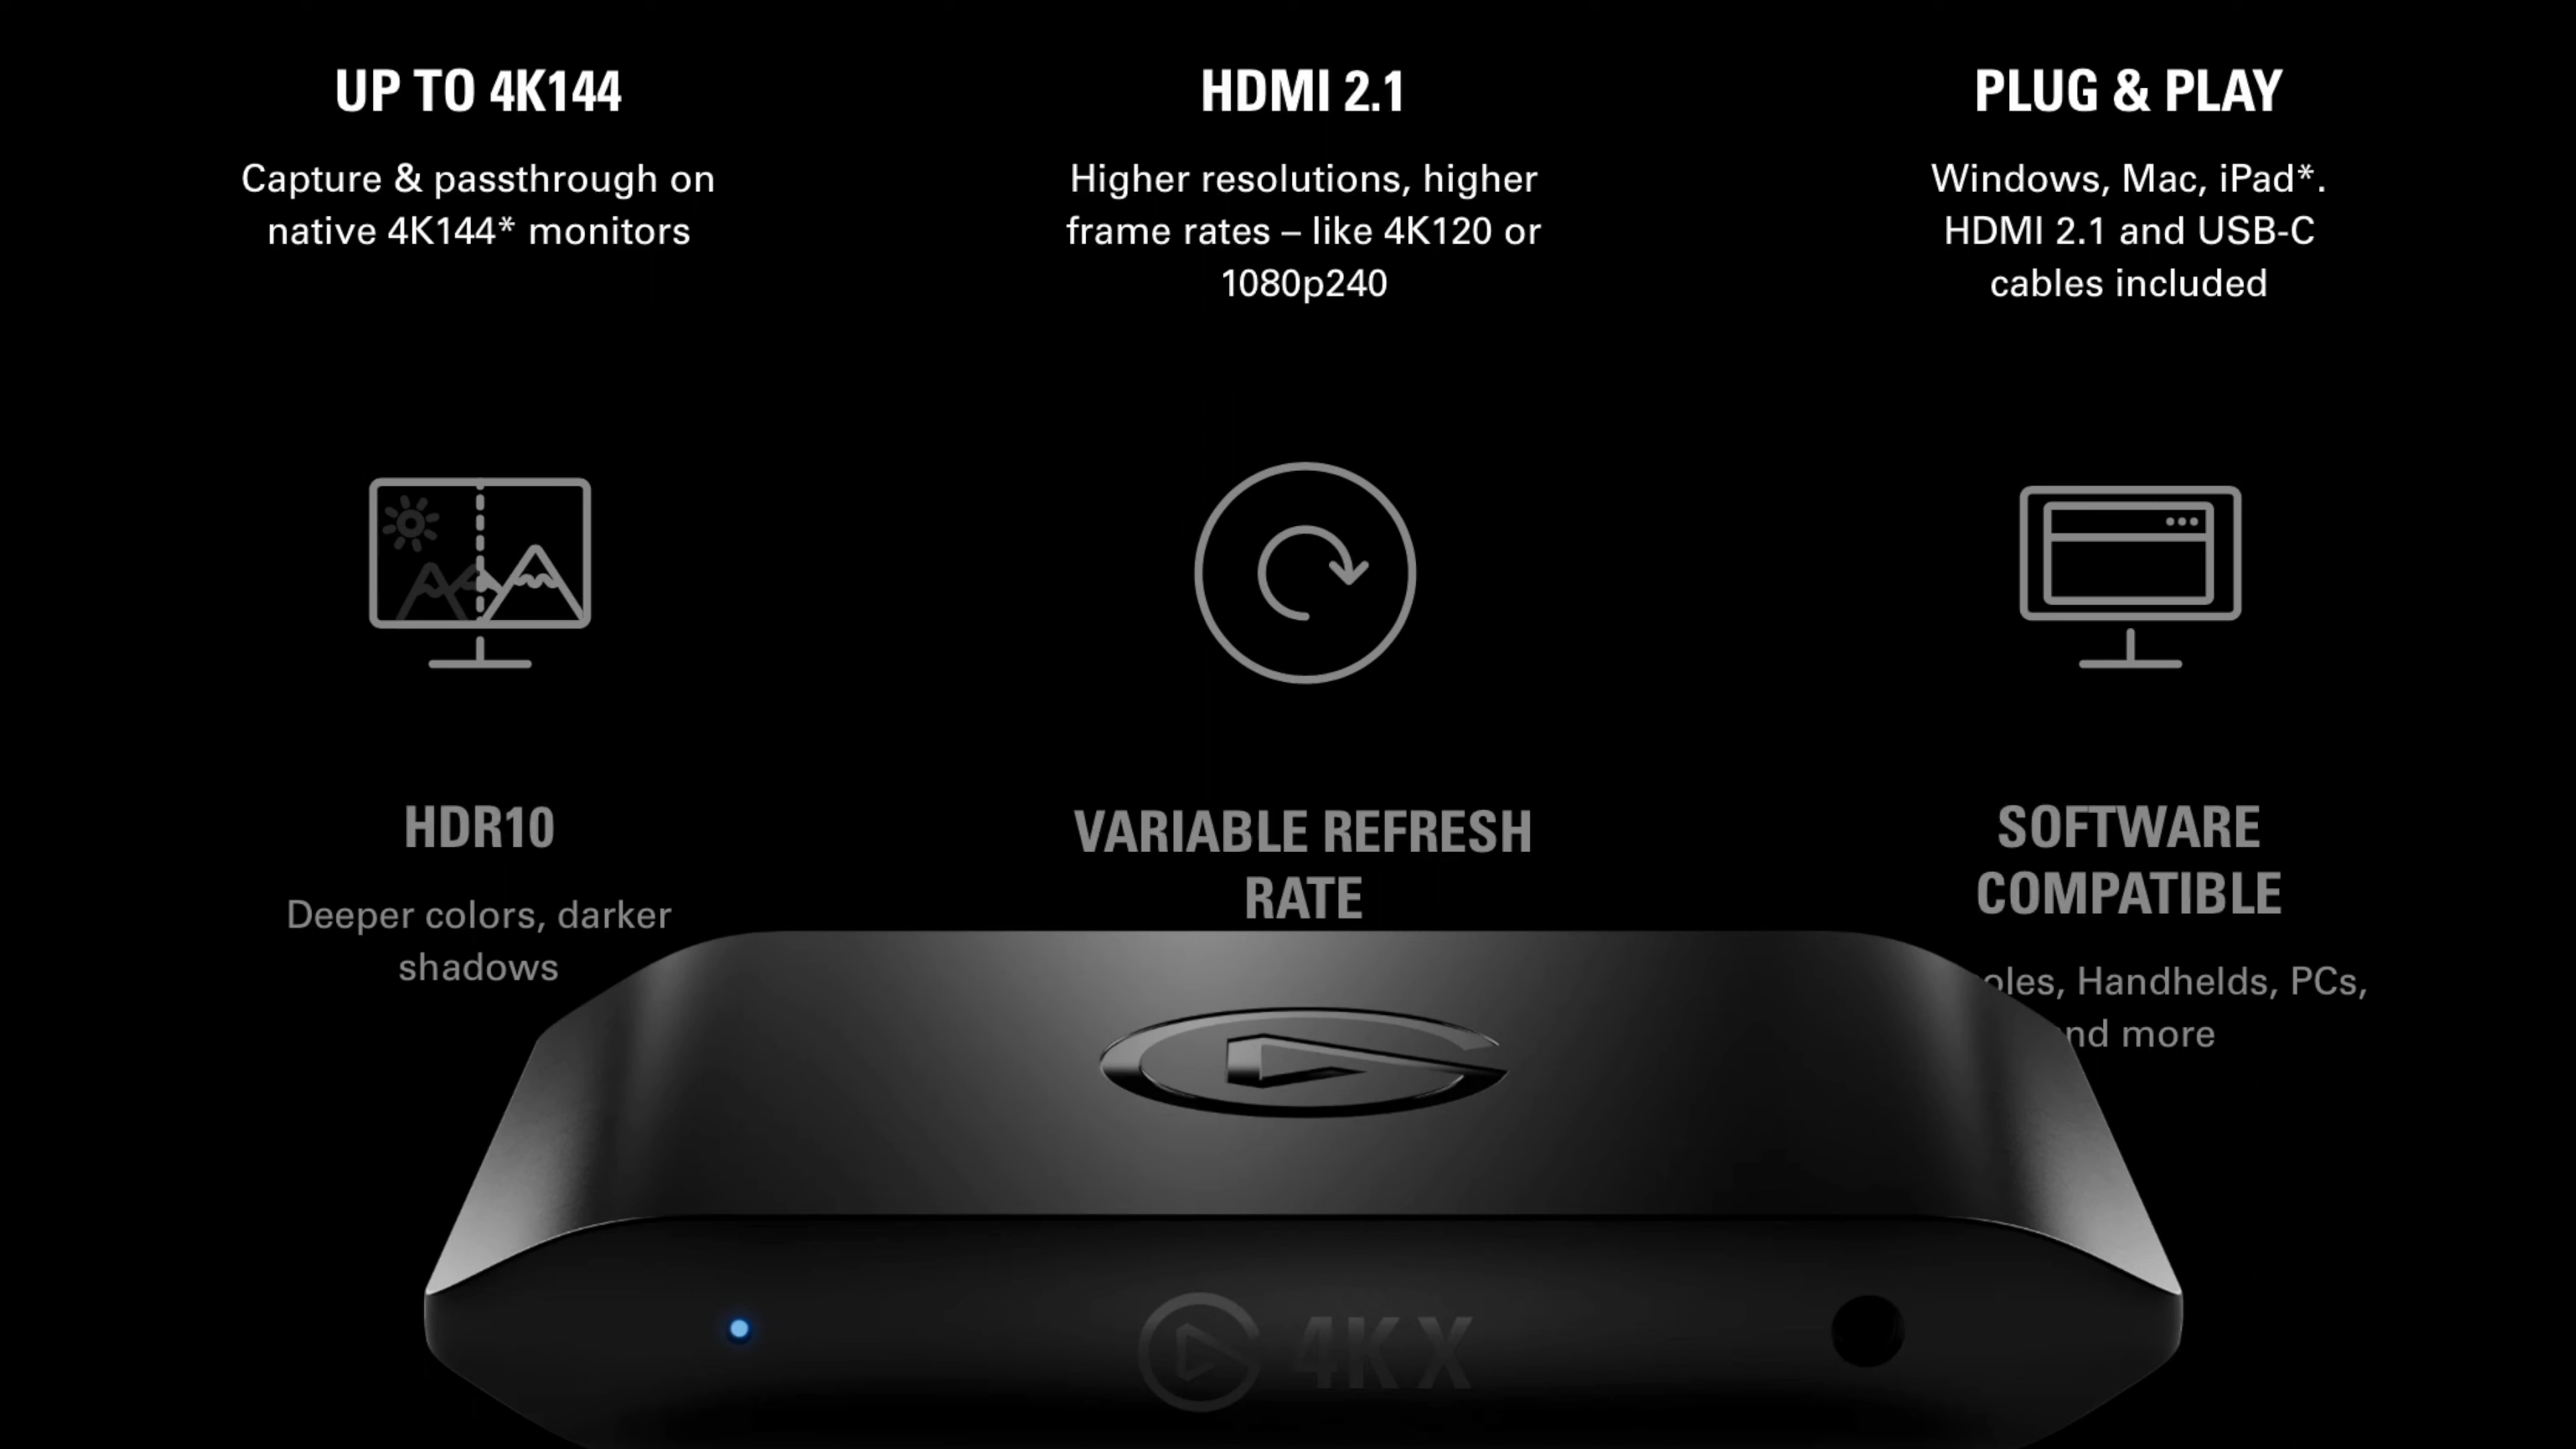 UP TO 4K144
Capture & passthrough on
native 4K144* monitors
HDMI 2.1
Higher resolutions, higher
frame rates – like 4K120 or
1080p240
PLUG & PLAY
Windows, Mac, iPad*.
HDMI 2.1 and USB-C
cables included
HDR10
Deeper colors, darker
shadows
VARIABLE REFRESH
RATE
SOFTWARE
COMPATIBLE
Handhelds, PCs,
more
4K X